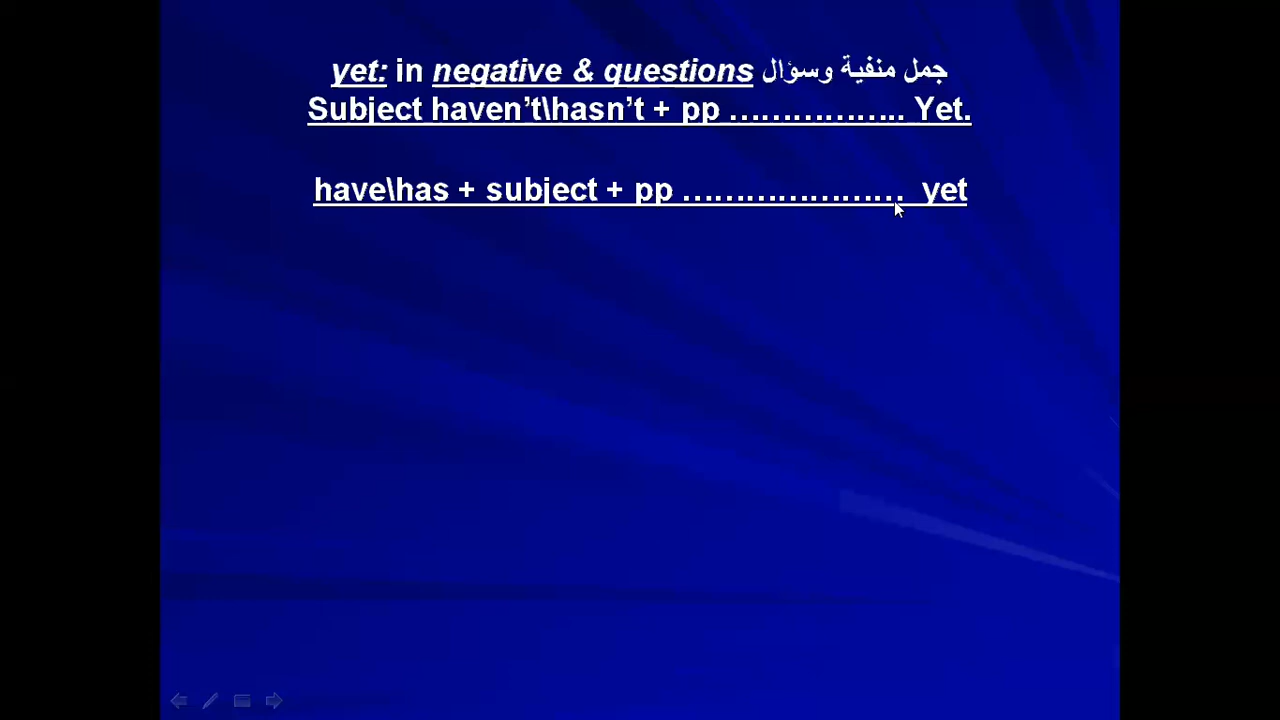 yet: in negative & questions جمل منفية وسؤال
Subject haven’t\hasn’t + pp …………….. Yet.
have\has + subject + pp …………………  yet